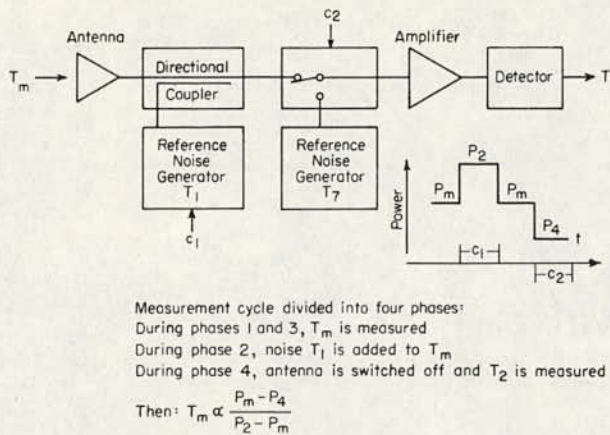 c2
Antenna
Amplifier
Tm
Directional
Coupler
Detector
T
Reference
Noise
Generator
T1
Reference
Noise
Generator
T7
c1
Power
Pm
P2
Pm
P4
t
c1
c2
Measurement cycle divided into four phases:
During phases 1 and 3, Tm is measured
During phase 2, noise T1 is added to Tm
During phase 4, antenna is switched off and T2 is measured
Then: Tm ∝ Pm-P4 / P2-Pm